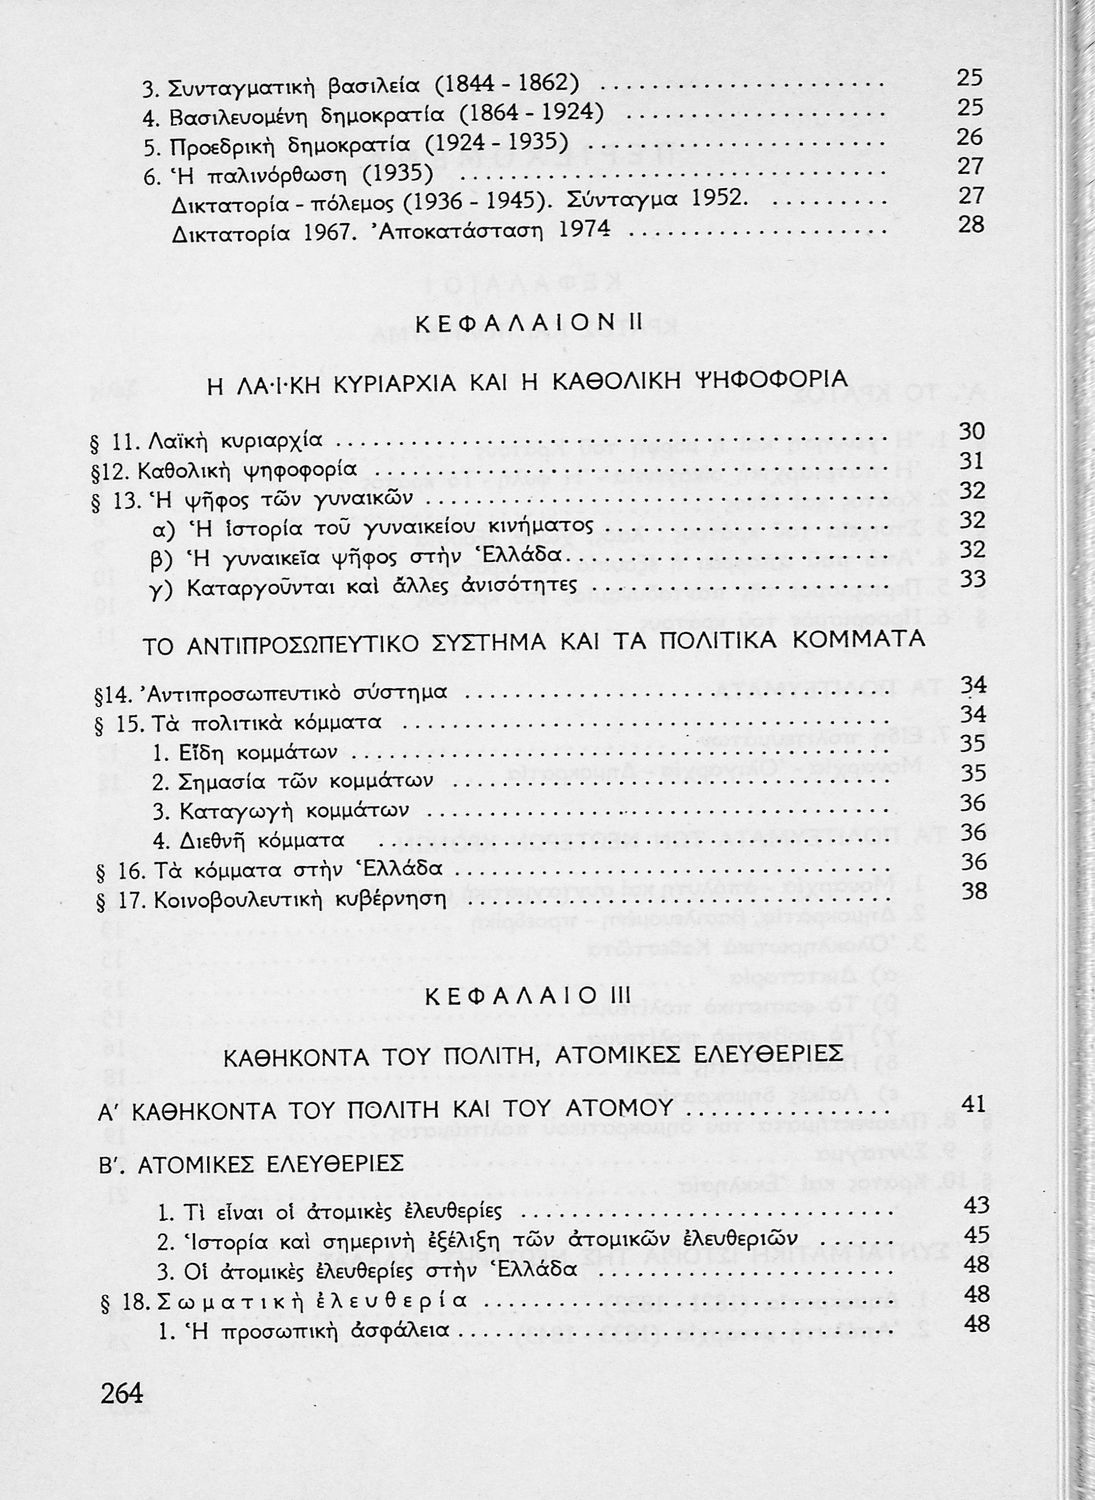 3. Συνταγματικὴ βασιλεία (1844 - 1862) ...................... 25
4. Βασιλευομένη δημοκρατία (1864 - 1924) .................... 25
5. Προεδρικὴ δημοκρατία (1924 - 1935) ....................... 26
6. Ἡ παλινόρθωση (1935) ................................. 27
Δικτατορία - πόλεμος (1936 - 1945). Σύνταγμα 1952. .......... 27
Δικτατορία 1967. Ἀποκατάσταση 1974 .................... 28
ΚΕΦΑΛΑΙΟΝ ΙΙ
Η ΛΑ·Ι·ΚΗ ΚΥΡΙΑΡΧΙΑ ΚΑΙ Η ΚΑΘΟΛΙΚΗ ΨΗΦΟΦΟΡΙΑ
§ 11. Λαϊκὴ κυριαρχία ........................................... 30
§12. Καθολικὴ ψηφοφορία ........................................ 31
§ 13. Ἡ ψῆφος τῶν γυναικῶν .................................... 32
α) Ἡ ἱστορία τοῦ γυναικείου κινήματος ...................... 32
β) Ἡ γυναικεῖα ψῆφος στὴν Ἑλλάδα......................... 32
γ) Καταργοῦνται καὶ ἄλλες ἀνισότητες ....................... 33
ΤΟ ΑΝΤΙΠΡΟΣΩΠΕΥΤΙΚΟ ΣΥΣΤΗΜΑ ΚΑΙ ΤΑ ΠΟΛΙΤΙΚΑ ΚΟΜΜΑΤΑ
§14. Ἀντιπροσωπευτικὸ σύστημα ................................. 34
§ 15. Τὰ πολιτικὰ κόμματα ...................................... 34
1. Εἴδη κομμάτων .......................................... 35
2. Σημασία τῶν κομμάτων .................................. 35
3. Καταγωγὴ κομμάτων .................................... 36
4. Διεθνῆ κόμματα ........................................ 36
§ 16. Τὰ κόμματα στὴν Ἑλλάδα .................................. 36
§ 17. Κοινοβουλευτικὴ κυβέρνηση ................................. 38
ΚΕΦΑΛΑΙΟ ΙΙΙ
ΚΑΘΗΚΟΝΤΑ ΤΟΥ ΠΟΛΙΤΗ, ΑΤΟΜΙΚΕΣ ΕΛΕΥΘΕΡΙΕΣ
Α' ΚΑΘΗΚΟΝΤΑ ΤΟΥ ΠΟΛΙΤΗ ΚΑΙ ΤΟΥ ΑΤΟΜΟΥ ................ 41
Β'. ΑΤΟΜΙΚΕΣ ΕΛΕΥΘΕΡΙΕΣ
1. Τὶ εἶναι οἱ ἀτομικὲς ἐλευθερίες ............................. 43
2. Ἱστορία καὶ σημερινὴ ἐξέλιξη τῶν ἀτομικῶν ἐλευθεριῶν ...... 45
3. Οἱ ἀτομικὲς ἐλευθερίες στὴν Ἑλλάδα ....................... 48
§ 18. Σωματικὴ ἐλευθερία ................................ 48
1. Ἡ προσωπικὴ ἀσφάλεια .................................. 48
264